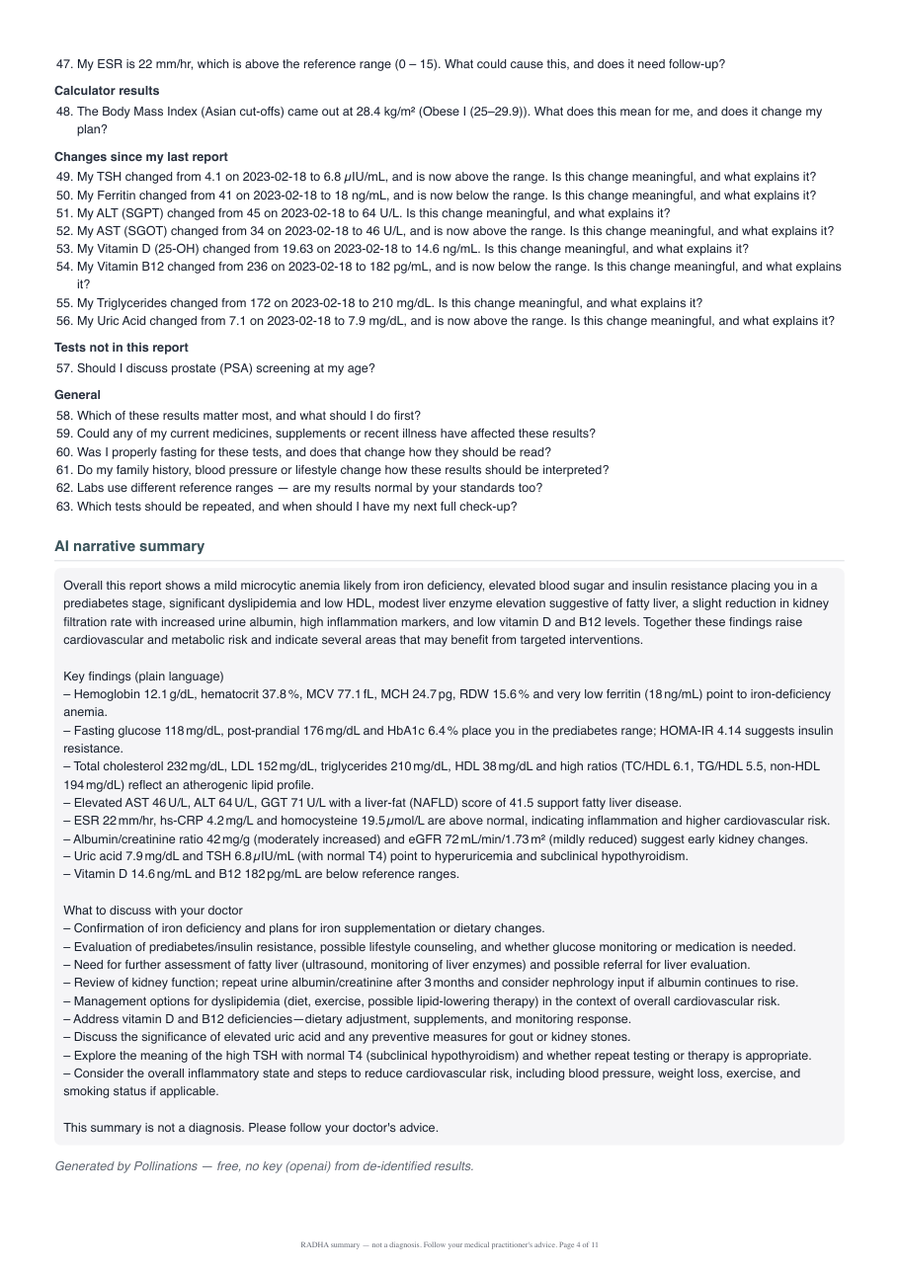 47. My ESR is 22 mm/hr, which is above the reference range (0 – 15). What could cause this, and does it need follow-up?
Calculator results
48. The Body Mass Index (Asian cut-offs) came out at 28.4 kg/m² (Obese I (25–29.9)). What does this mean for me, and does it change my
plan?
Changes since my last report
49. My TSH changed from 4.1 on 2023-02-18 to 6.8 µIU/mL, and is now above the range. Is this change meaningful, and what explains it?
50. My Ferritin changed from 41 on 2023-02-18 to 18 ng/mL, and is now below the range. Is this change meaningful, and what explains it?
51. My ALT (SGPT) changed from 45 on 2023-02-18 to 64 U/L. Is this change meaningful, and what explains it?
52. My AST (SGOT) changed from 34 on 2023-02-18 to 46 U/L, and is now above the range. Is this change meaningful, and what explains it?
53. My Vitamin D (25-OH) changed from 19.63 on 2023-02-18 to 14.6 ng/mL. Is this change meaningful, and what explains it?
54. My Vitamin B12 changed from 236 on 2023-02-18 to 182 pg/mL, and is now below the range. Is this change meaningful, and what explains
it?
55. My Triglycerides changed from 172 on 2023-02-18 to 210 mg/dL. Is this change meaningful, and what explains it?
56. My Uric Acid changed from 7.1 on 2023-02-18 to 7.9 mg/dL, and is now above the range. Is this change meaningful, and what explains it?
Tests not in this report
57. Should I discuss prostate (PSA) screening at my age?
General
58. Which of these results matter most, and what should I do first?
59. Could any of my current medicines, supplements or recent illness have affected these results?
60. Was I properly fasting for these tests, and does that change how they should be read?
61. Do my family history, blood pressure or lifestyle change how these results should be interpreted?
62. Labs use different reference ranges — are my results normal by your standards too?
63. Which tests should be repeated, and when should I have my next full check-up?
AI narrative summary
Overall this report shows a mild microcytic anemia likely from iron deficiency, elevated blood sugar and insulin resistance placing you in a
prediabetes stage, significant dyslipidemia and low HDL, modest liver enzyme elevation suggestive of fatty liver, a slight reduction in kidney
filtration rate with increased urine albumin, high inflammation markers, and low vitamin D and B12 levels. Together these findings raise
cardiovascular and metabolic risk and indicate several areas that may benefit from targeted interventions.
Key findings (plain language)
– Hemoglobin 12.1 g/dL, hematocrit 37.8 %, MCV 77.1 fL, MCH 24.7 pg, RDW 15.6 % and very low ferritin (18 ng/mL) point to iron-deficiency
anemia.
– Fasting glucose 118 mg/dL, post-prandial 176 mg/dL and HbA1c 6.4 % place you in the prediabetes range; HOMA-IR 4.14 suggests insulin
resistance.
– Total cholesterol 232 mg/dL, LDL 152 mg/dL, triglycerides 210 mg/dL, HDL 38 mg/dL and high ratios (TC/HDL 6.1, TG/HDL 5.5, non-HDL
194 mg/dL) reflect an atherogenic lipid profile.
– Elevated AST 46 U/L, ALT 64 U/L, GGT 71 U/L with a liver-fat (NAFLD) score of 41.5 support fatty liver disease.
– ESR 22 mm/hr, hs-CRP 4.2 mg/L and homocysteine 19.5 µmol/L are above normal, indicating inflammation and higher cardiovascular risk.
– Albumin/creatinine ratio 42 mg/g (moderately increased) and eGFR 72 mL/min/1.73 m² (mildly reduced) suggest early kidney changes.
– Uric acid 7.9 mg/dL and TSH 6.8 µIU/mL (with normal T4) point to hyperuricemia and subclinical hypothyroidism.
– Vitamin D 14.6 ng/mL and B12 182 pg/mL are below reference ranges.
What to discuss with your doctor
– Confirmation of iron deficiency and plans for iron supplementation or dietary changes.
– Evaluation of prediabetes/insulin resistance, possible lifestyle counseling, and whether glucose monitoring or medication is needed.
– Need for further assessment of fatty liver (ultrasound, monitoring of liver enzymes) and possible referral for liver evaluation.
– Review of kidney function; repeat urine albumin/creatinine after 3 months and consider nephrology input if albumin continues to rise.
– Management options for dyslipidemia (diet, exercise, possible lipid-lowering therapy) in the context of overall cardiovascular risk.
– Address vitamin D and B12 deficiencies—dietary adjustment, supplements, and monitoring response.
– Discuss the significance of elevated uric acid and any preventive measures for gout or kidney stones.
– Explore the meaning of the high TSH with normal T4 (subclinical hypothyroidism) and whether repeat testing or therapy is appropriate.
– Consider the overall inflammatory state and steps to reduce cardiovascular risk, including blood pressure, weight loss, exercise, and
smoking status if applicable.
This summary is not a diagnosis. Please follow your doctor's advice.
Generated by Pollinations — free, no key (openai) from de-identified results.
RADHA summary — not a diagnosis. Follow your medical practitioner's advice. Page 4 of 11